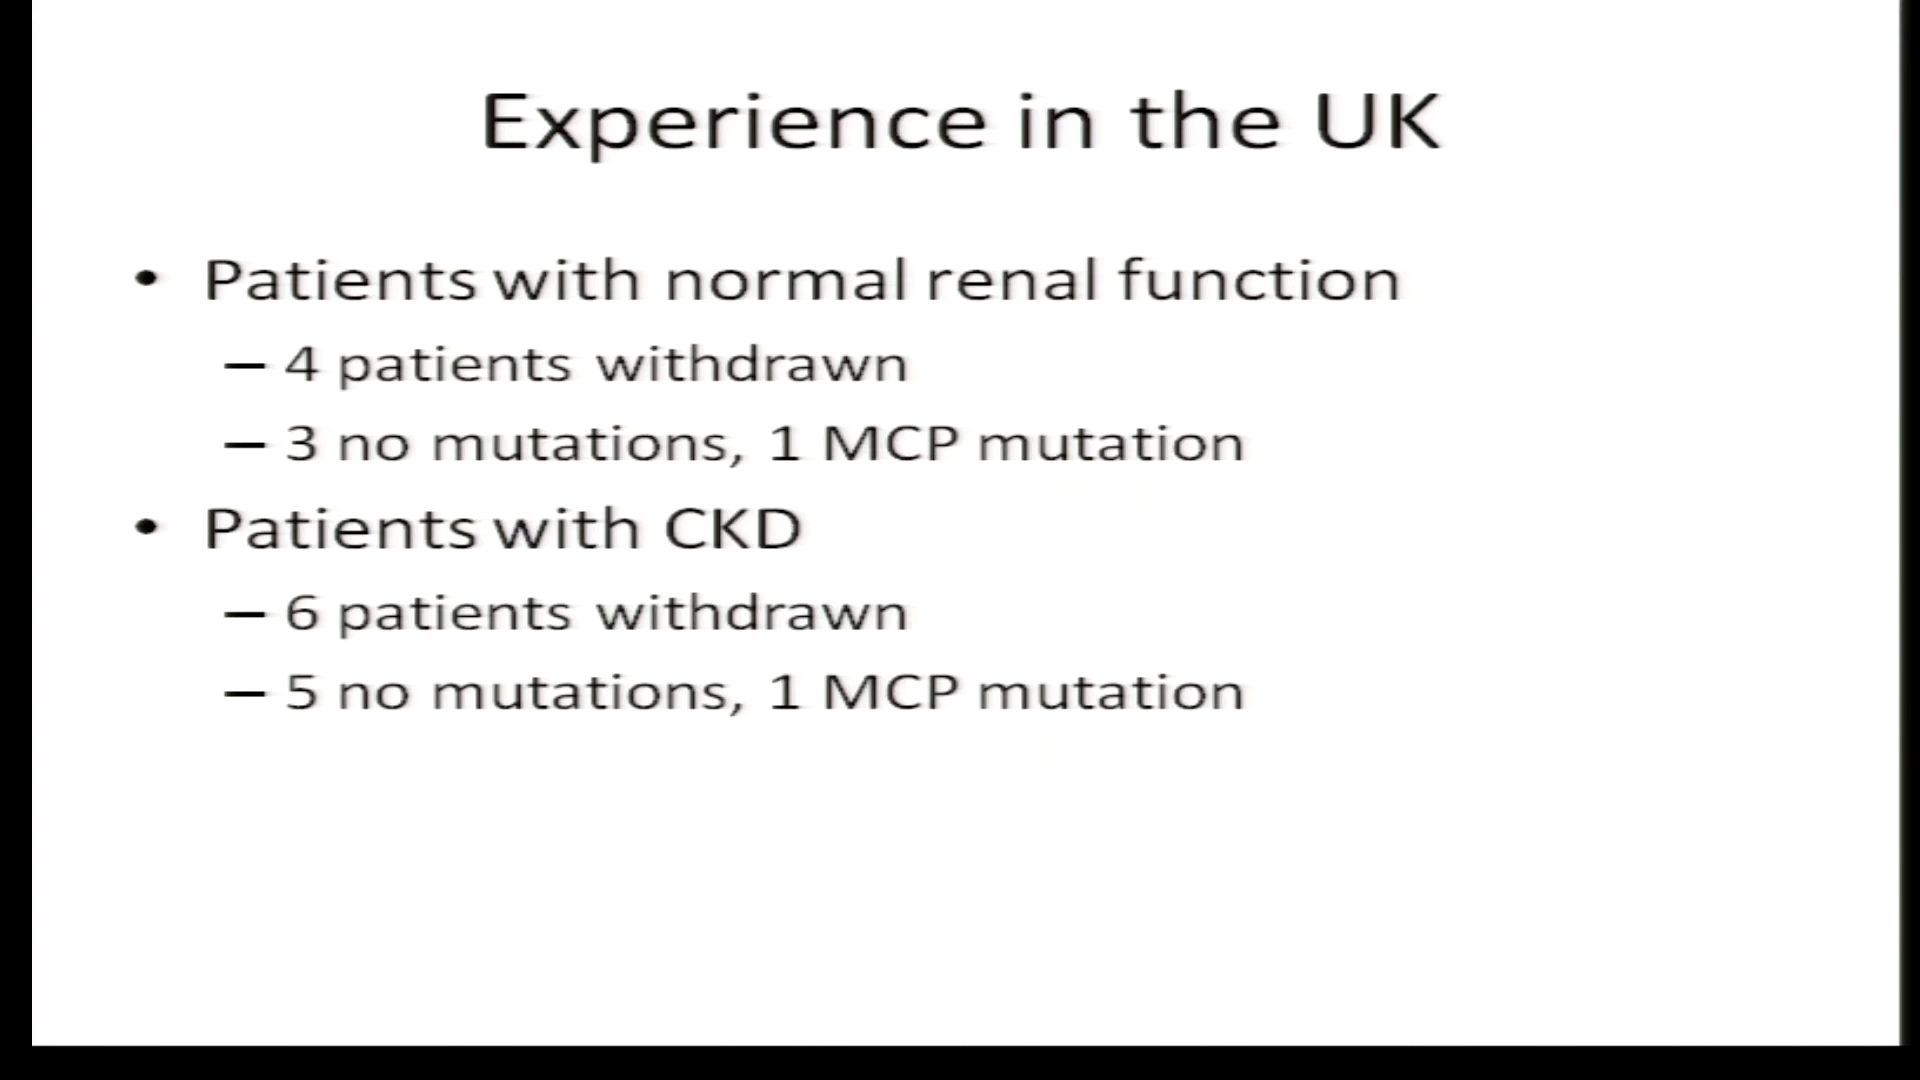 Experience in the UK
• Patients with normal renal function
– 4 patients withdrawn
– 3 no mutations, 1 MCP mutation
• Patients with CKD
– 6 patients withdrawn
– 5 no mutations, 1 MCP mutation